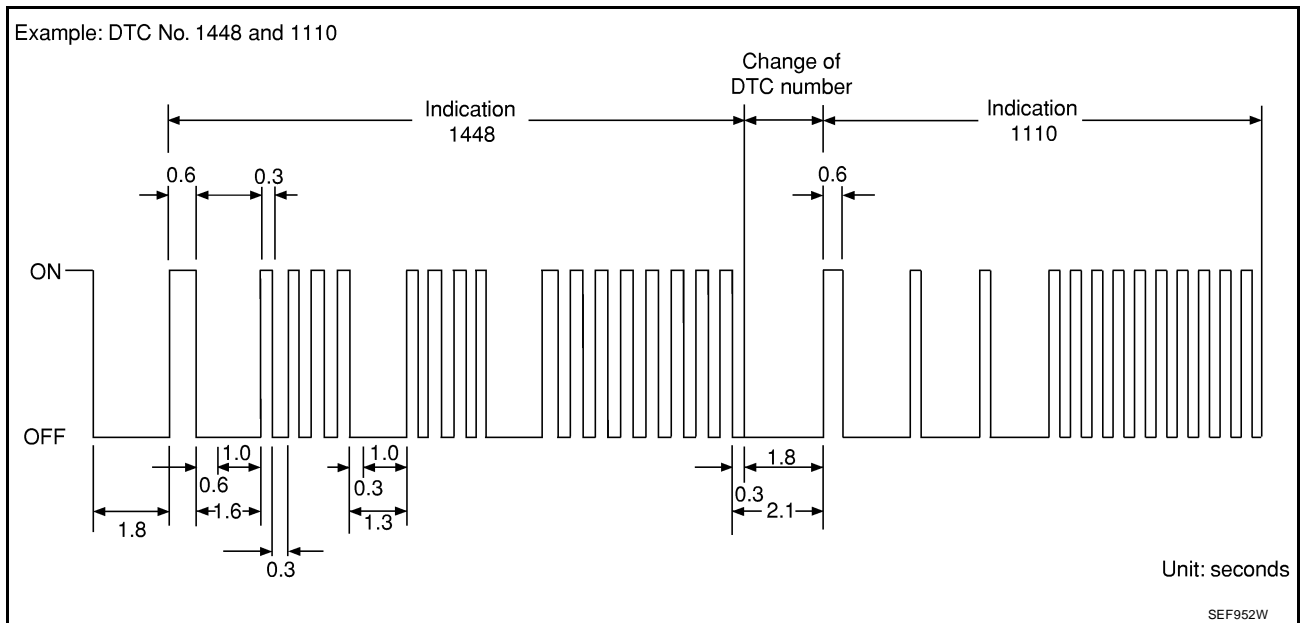 Example: DTC No. 1448 and 1110
Change of
DTC number
Indication
1448
Indication
1110
0.6
0.3
0.6
ON
OFF
1.0
0.6
1.6
1.8
0.3
1.0
0.3
1.3
1.8
0.3
2.1
Unit: seconds
SEF952W